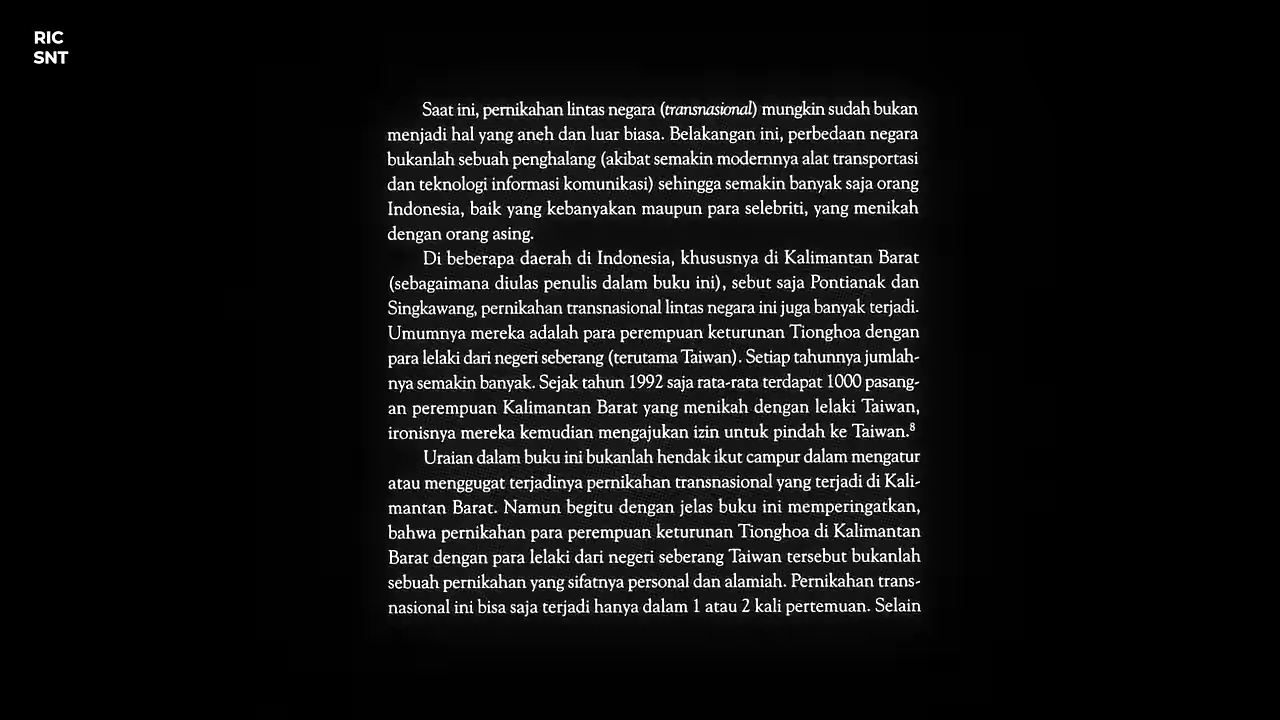 RIC
SNT
Saat ini, pernikahan lintas negara (transnasional) mungkin sudah bukan
menjadi hal yang aneh dan luar biasa. Belakangan ini, perbedaan negara
bukanlah sebuah penghalang (akibat semakin modernnya alat transportasi
dan teknologi informasi komunikasi) sehingga semakin banyak saja orang
Indonesia, baik yang kebanyakan maupun para selebriti, yang menikah
dengan orang asing.
Di beberapa daerah di Indonesia, khususnya di Kalimantan Barat
(sebagaimana diulas penulis dalam buku ini), sebut saja Pontianak dan
Singkawang, pernikahan transnasional lintas negara ini juga banyak terjadi.
Umumnya mereka adalah para perempuan keturunan Tionghoa dengan
para lelaki dari negeri seberang (terutama Taiwan). Setiap tahunnya jumlah-
nya semakin banyak. Sejak tahun 1992 saja rata-rata terdapat 1000 pasang-
an perempuan Kalimantan Barat yang menikah dengan lelaki Taiwan,
ironisnya mereka kemudian mengajukan izin untuk pindah ke Taiwan.⁸
Uraian dalam buku ini bukanlah hendak ikut campur dalam mengatur
atau menggugat terjadinya pernikahan transnasional yang terjadi di Kali-
mantan Barat. Namun begitu dengan jelas buku ini memperingatkan,
bahwa pernikahan para perempuan keturunan Tionghoa di Kalimantan
Barat dengan para lelaki dari negeri seberang Taiwan tersebut bukanlah
sebuah pernikahan yang sifatnya personal dan alamiah. Pernikahan trans-
nasional ini bisa saja terjadi hanya dalam 1 atau 2 kali pertemuan. Selain